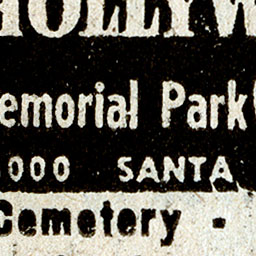 HOLLYW
emorial Park
,000 SANTA
Cemetery -